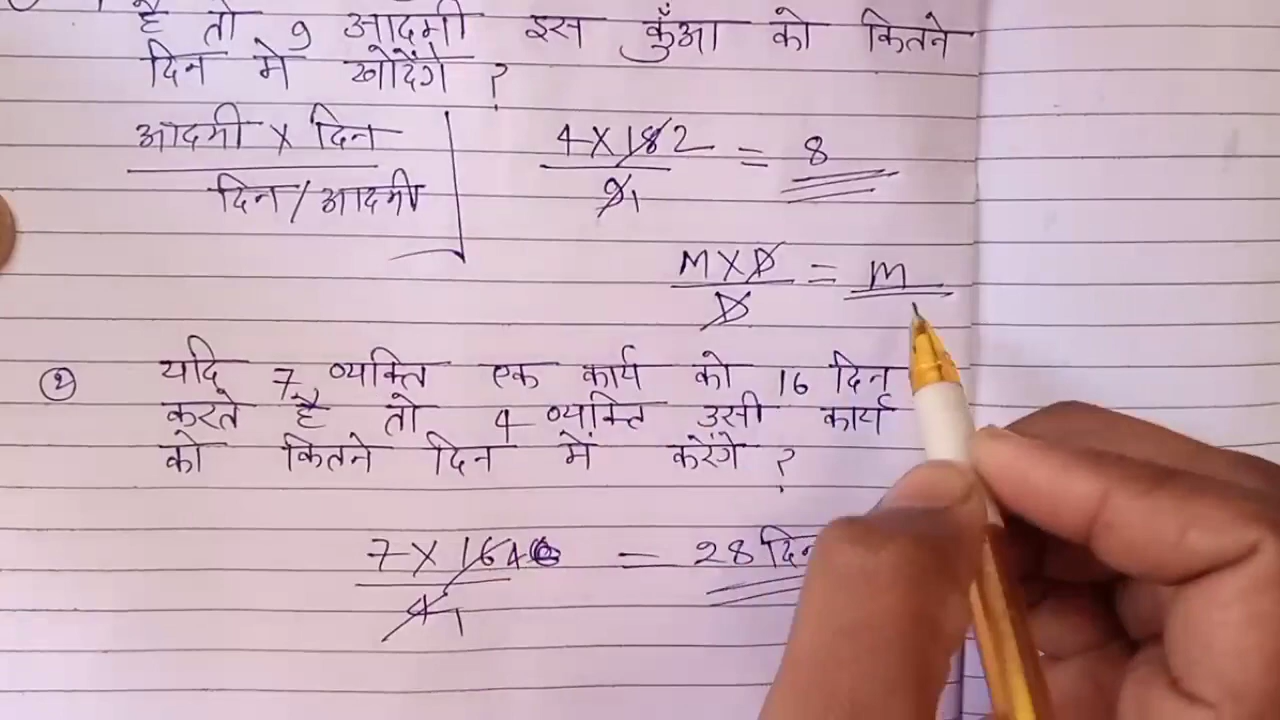 है तो 9 आदमी इस कुँआ को कितने
दिन मे खोदेंगे ?
आदमी X दिन
दिन / आदमी
4 X 18 2 = 8
9 1
M X D = M
D
२ यदि 7 व्यक्ति एक कार्य को 16 दिन
करते है तो 4 व्यक्ति उसी कार्य
को कितने दिन में करेंगे ?
7 X 16 4 = 28 दिन
4 1